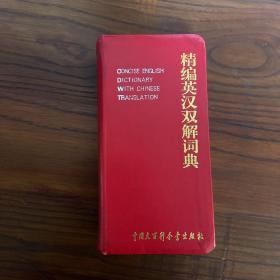 精编英汉双解词典
CONCISE ENGLISH
DICTIONARY
WITH CHINESE
TRANSLATION
中国大百科全书出版社